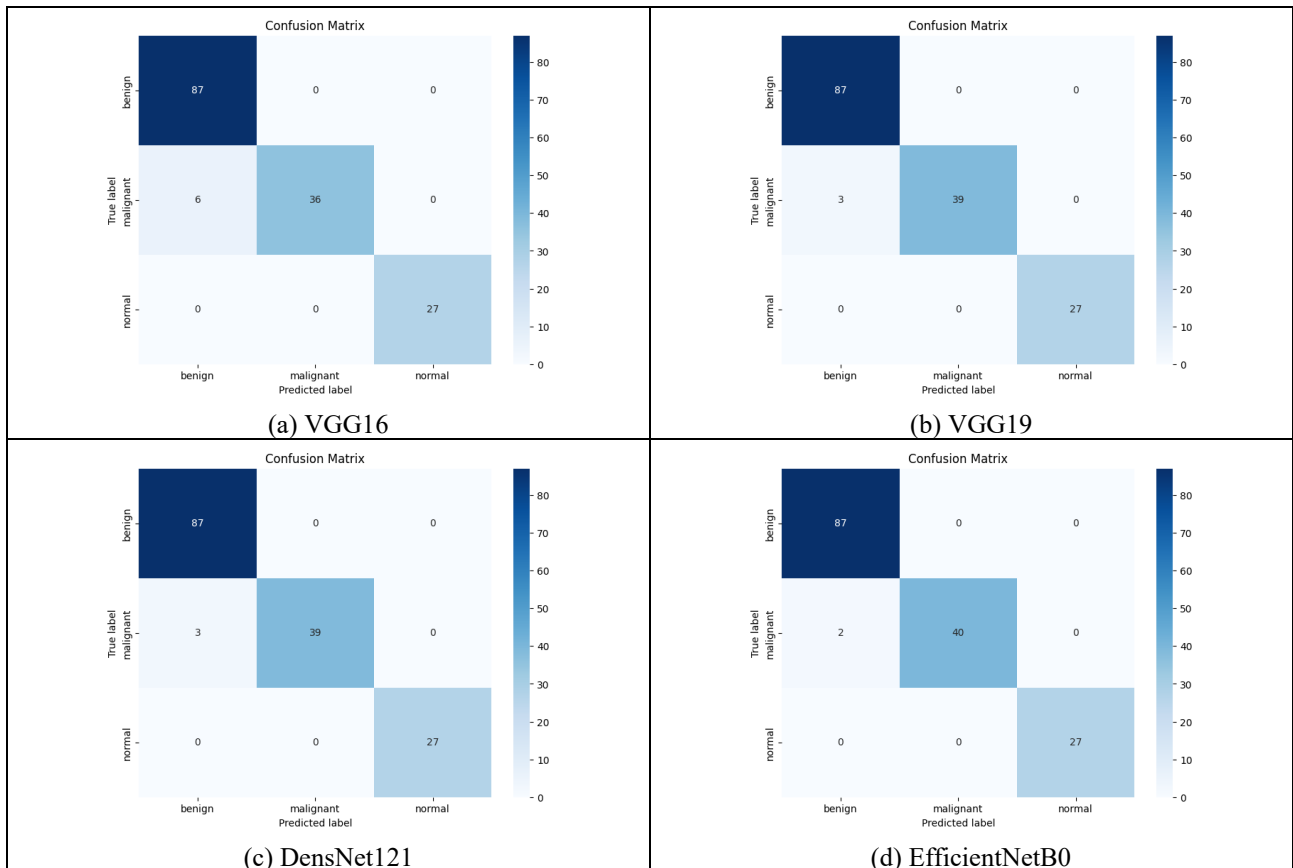 Confusion Matrix
benign
87 0 0
True label
malignant
6 36 0
normal
0 0 27
benign malignant normal
Predicted label
80
70
60
50
40
30
20
10
0
(a) VGG16
Confusion Matrix
benign
87 0 0
True label
malignant
3 39 0
normal
0 0 27
benign malignant normal
Predicted label
80
70
60
50
40
30
20
10
0
(b) VGG19
Confusion Matrix
benign
87 0 0
True label
malignant
3 39 0
normal
0 0 27
benign malignant normal
Predicted label
80
70
60
50
40
30
20
10
0
(c) DensNet121
Confusion Matrix
benign
87 0 0
True label
malignant
2 40 0
normal
0 0 27
benign malignant normal
Predicted label
80
70
60
50
40
30
20
10
0
(d) EfficientNetB0